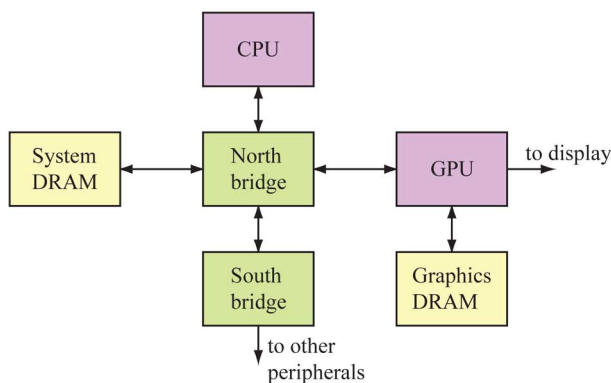 CPU
System
DRAM
North
bridge
GPU
to display
South
bridge
Graphics
DRAM
to other
peripherals